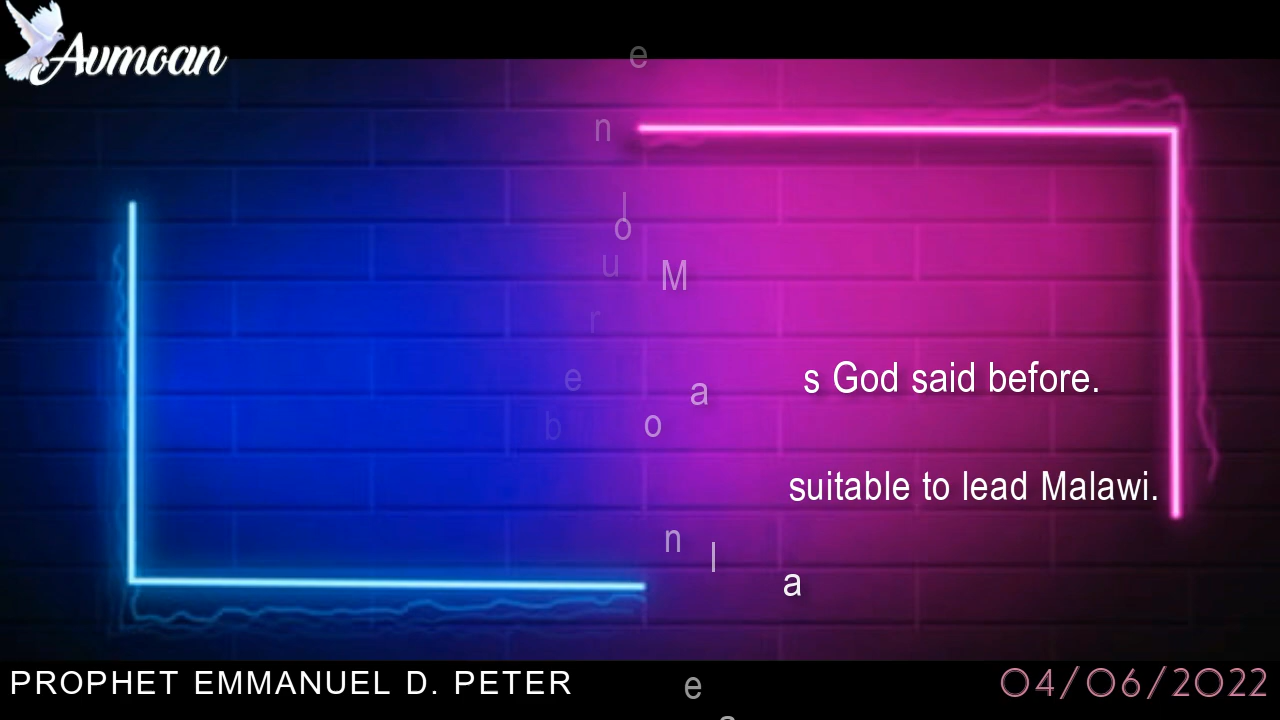 Avmoan
s God said before.
suitable to lead Malawi.
PROPHET EMMANUEL D. PETER
04/06/2022